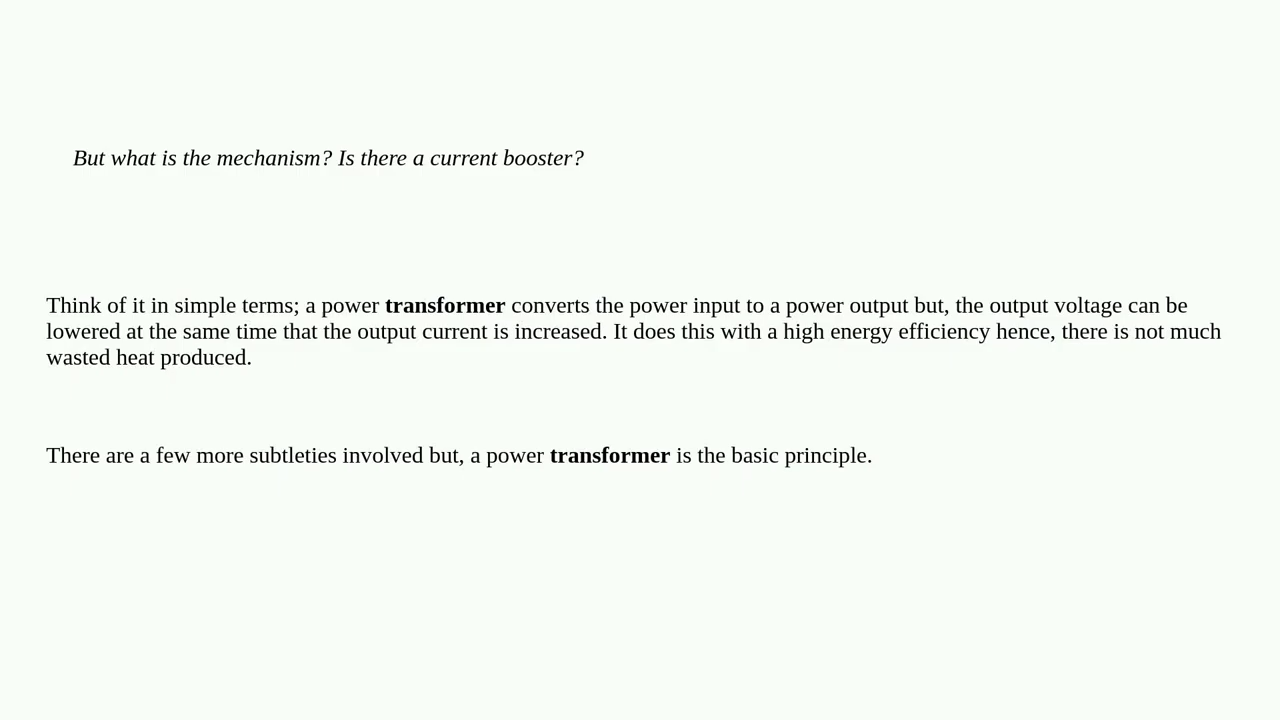 But what is the mechanism? Is there a current booster?
Think of it in simple terms; a power transformer converts the power input to a power output but, the output voltage can be
lowered at the same time that the output current is increased. It does this with a high energy efficiency hence, there is not much
wasted heat produced.
There are a few more subtleties involved but, a power transformer is the basic principle.